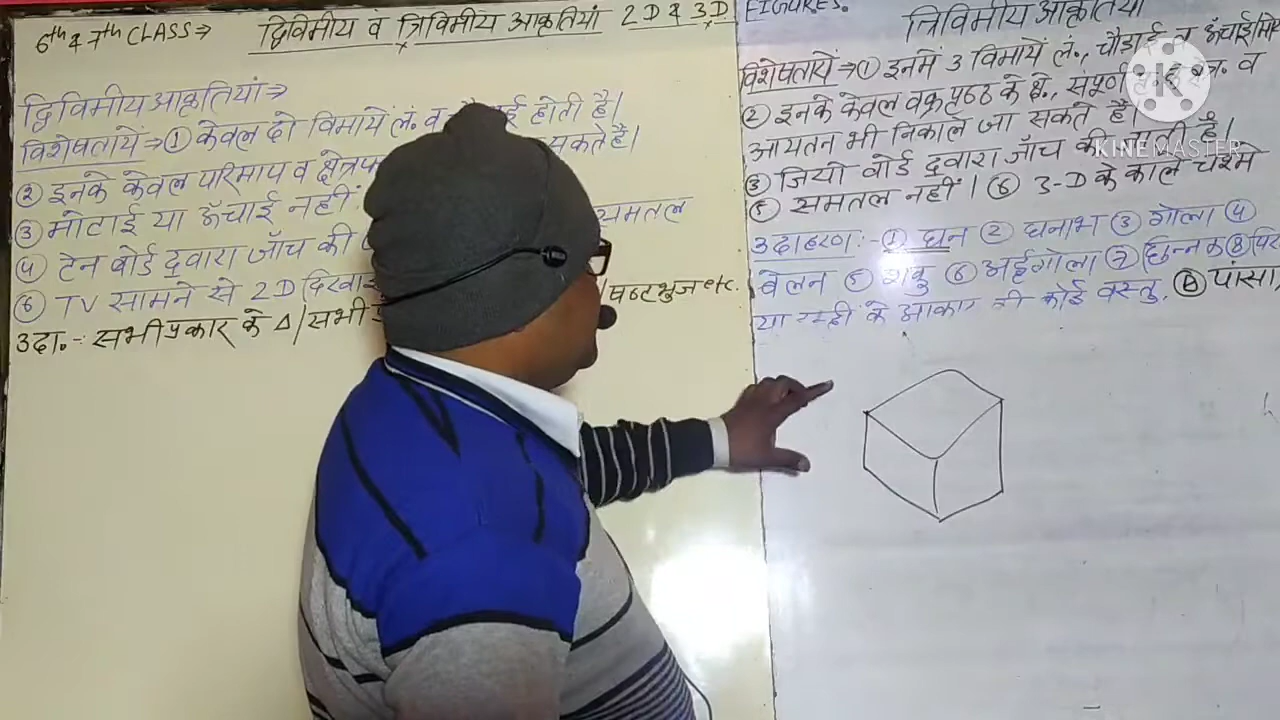 6th & 7th CLASS⇒ द्विविमीय व त्रिविमीय आकृतियां 2D & 3D FIGURES.
द्विविमीय आकृतियां⇒
विशेषतायें⇒① केवल दो विमायें लं. व होती है।
② इनके केवल परिमाप व सकते है।
③ मोटाई या ऊँचाई नहीं
④ टेन बोर्ड द्वारा जाँच की समतल
⑥ TV सामने से 2D
उदा.:- सभी प्रकार के Δ/सभी षष्टभुज etc.
त्रिविमीय आकृतियां
विशेषतायें⇒① इनमें 3 विमायें लं., चौड़ाई व ऊँचाई
② इनके केवल वक्र पृष्ठ के क्षे., संपूर्ण व
आयतन भी निकाले जा सकते हैं।
③ जियो बोर्ड द्वारा जाँच की जाती है।
⑤ समतल नहीं। ⑥ 3-D के काले चश्मे
उदाहरण:-① घन ② घनाभ ③ गोला ④
बेलन ⑤ शंकु ⑥ अर्द्धगोला ⑦ छिन्नक ⑧
या इन्हीं के आकार की कोई वस्तु, पांसा,
KINEMASTER